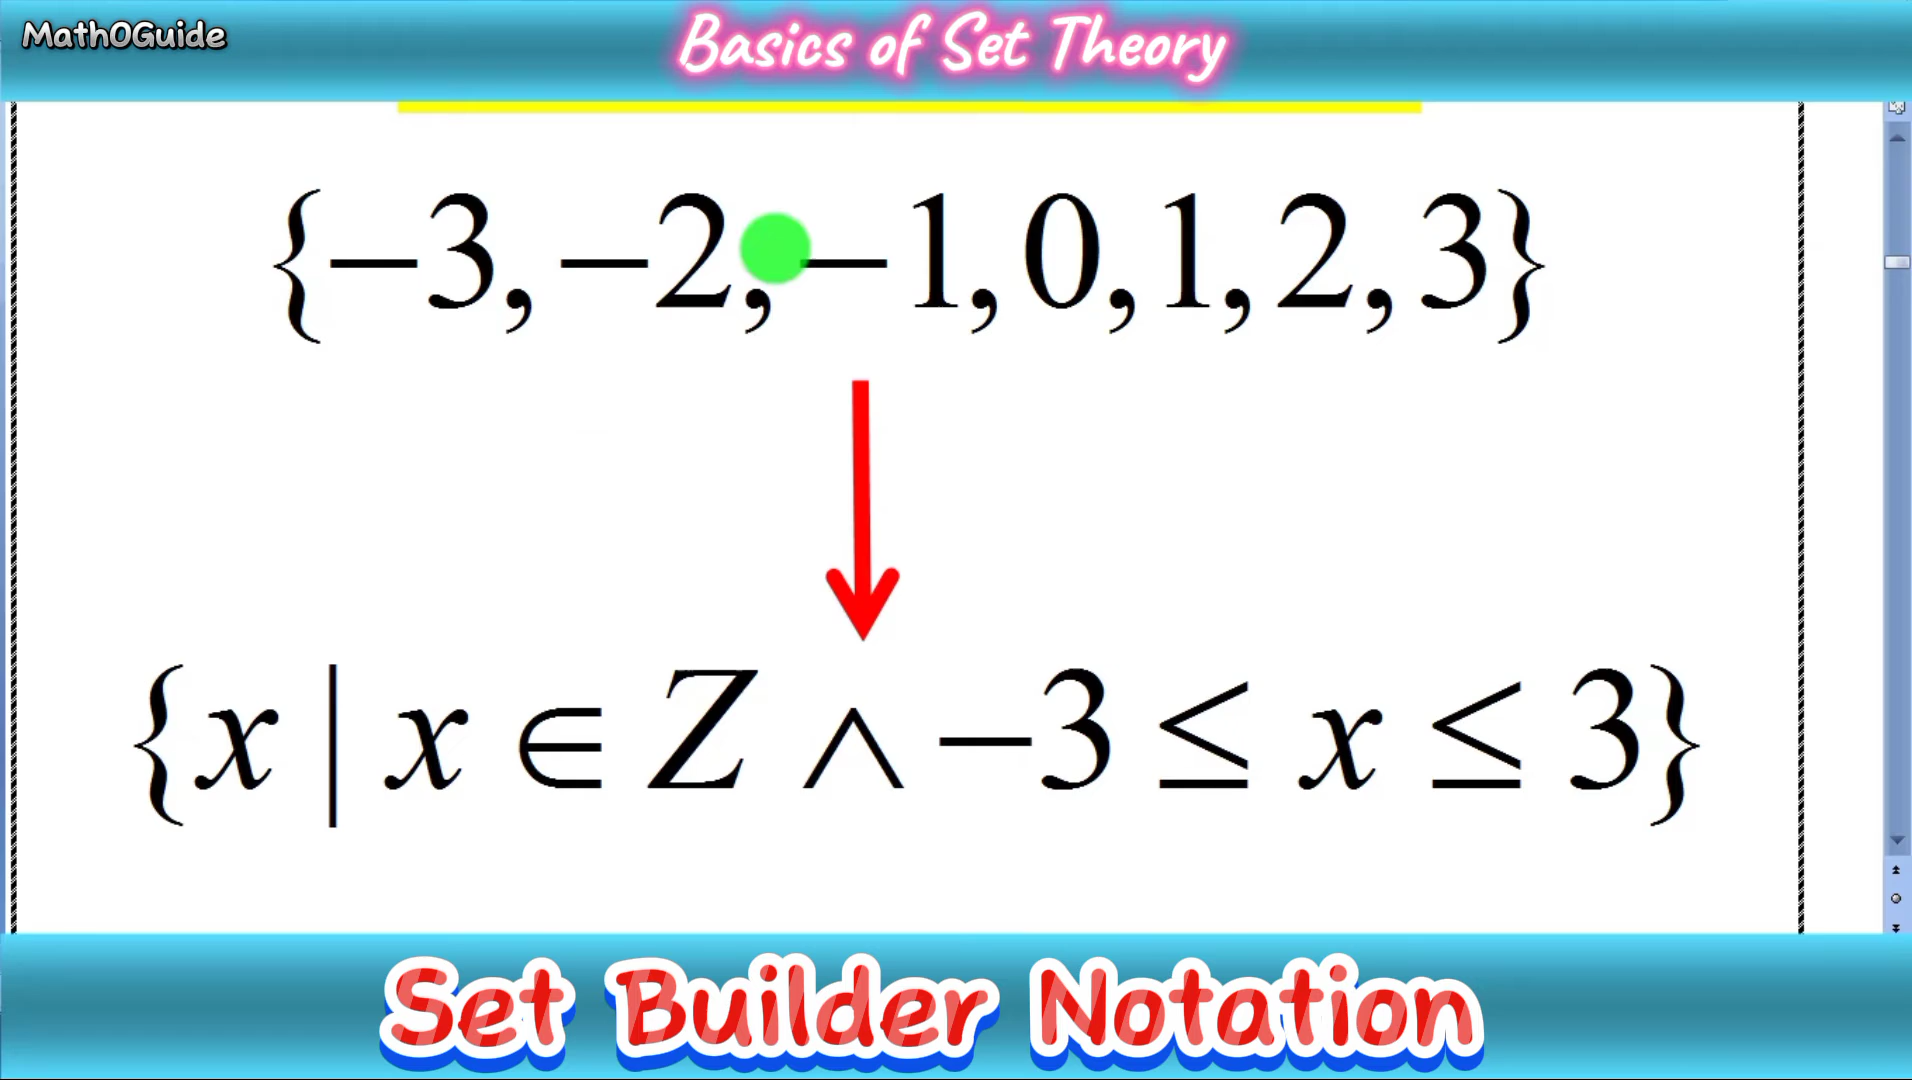 MathOGuide
Basics of Set Theory
{−3, −2, −1, 0, 1, 2, 3}
{x | x ∈ Z ∧ −3 ≤ x ≤ 3}
Set Builder Notation